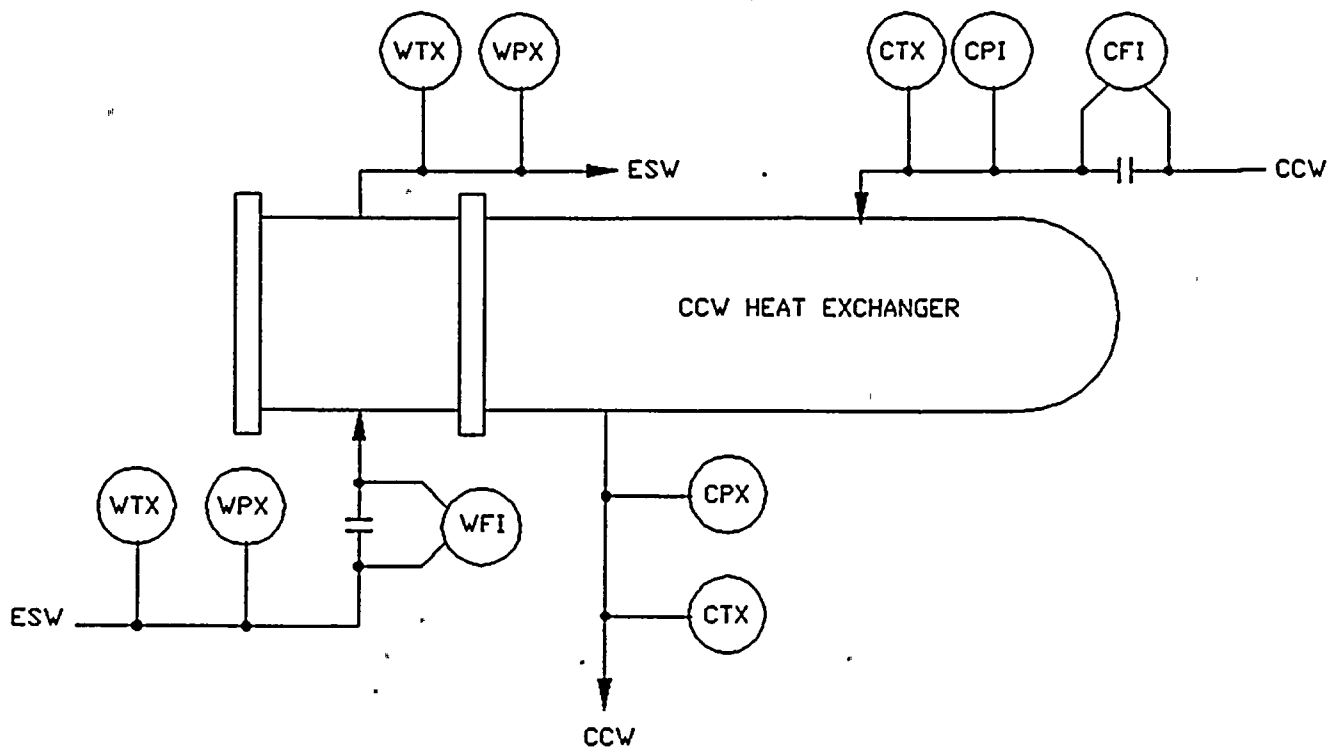 WTX WPX CTX CPI CFI
ESW CCW
CCW HEAT EXCHANGER
WTX WPX WFI CPX
ESW CTX
CCW